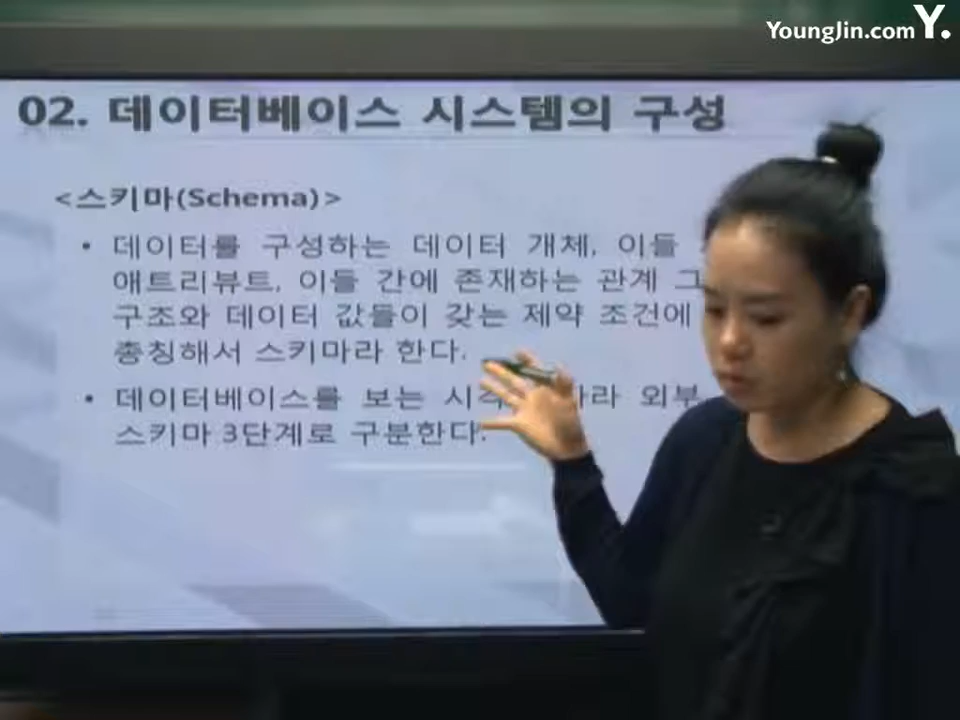 YoungJin.com Y.
02. 데이터베이스 시스템의 구성
<스키마(Schema)>
• 데이터를 구성하는 데이터 개체, 이들
애트리뷰트, 이들 간에 존재하는 관계 그
구조와 데이터 값들이 갖는 제약 조건에
총칭해서 스키마라 한다.
• 데이터베이스를 보는 외부
스키마 3단계로 구분한다.